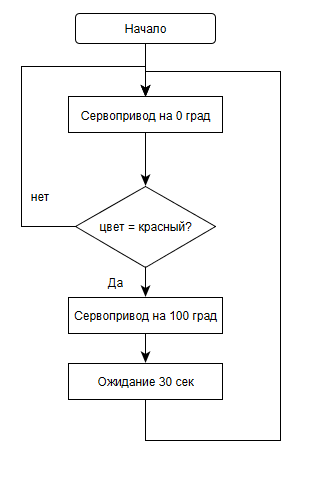 Начало
Сервопривод на 0 град
нет
цвет = красный?
Да
Сервопривод на 100 град
Ожидание 30 сек